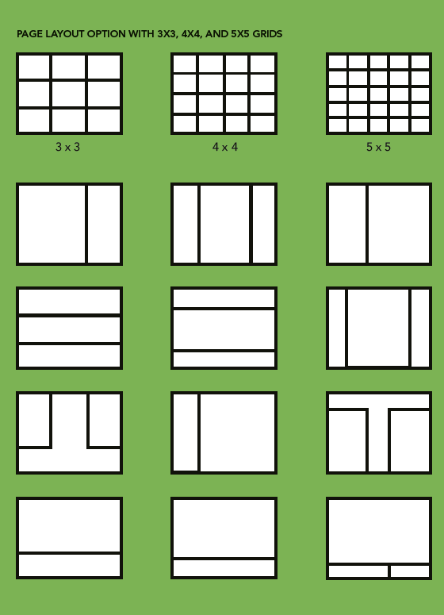 PAGE LAYOUT OPTION WITH 3X3, 4X4, AND 5X5 GRIDS
3 x 3
4 x 4
5 x 5